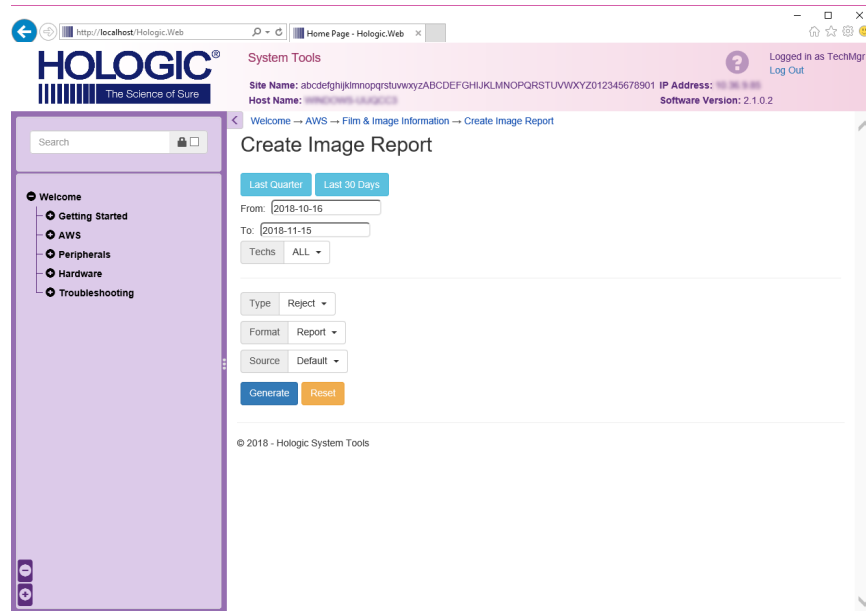 http://localhost/Hologic.Web
Home Page - Hologic.Web
HOLOGIC®
The Science of Sure
System Tools
Logged in as TechMgr
Log Out
Site Name: abcdefghijklmnopqrstuvwxyzABCDEFGHIJKLMNOPQRSTUVWXYZ012345678901 IP Address:
Host Name:
Software Version: 2.1.0.2
Search
Welcome
Getting Started
AWS
Peripherals
Hardware
Troubleshooting
Welcome → AWS → Film & Image Information → Create Image Report
Create Image Report
Last Quarter Last 30 Days
From: 2018-10-16
To: 2018-11-15
Techs ALL
Type Reject
Format Report
Source Default
Generate Reset
© 2018 - Hologic System Tools